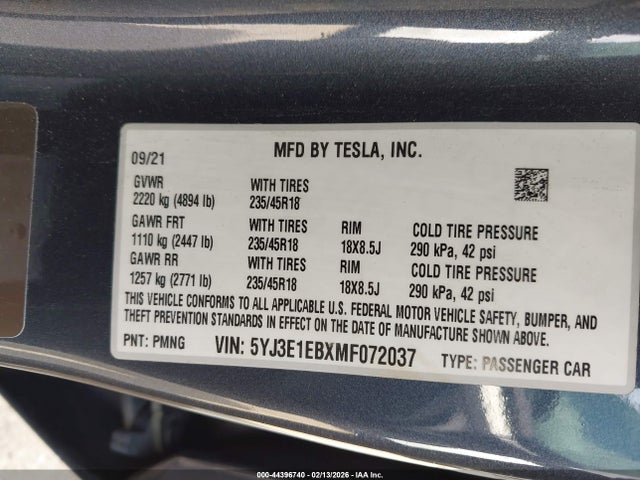 09/21 MFD BY TESLA, INC.
GVWR WITH TIRES
2220 kg (4894 lb) 235/45R18
GAWR FRT WITH TIRES RIM COLD TIRE PRESSURE
1110 kg (2447 lb) 235/45R18 18X8.5J 290 kPa, 42 psi
GAWR RR WITH TIRES RIM COLD TIRE PRESSURE
1257 kg (2771 lb) 235/45R18 18X8.5J 290 kPa, 42 psi
THIS VEHICLE CONFORMS TO ALL APPLICABLE U.S. FEDERAL MOTOR VEHICLE SAFETY, BUMPER, AND
THEFT PREVENTION STANDARDS IN EFFECT ON THE DATE OF MANUFACTURE SHOWN ABOVE.
PNT: PMNG VIN: 5YJ3E1EBXMF072037 TYPE: PASSENGER CAR
000-44396740 - 02/13/2026 - IAA Corp.